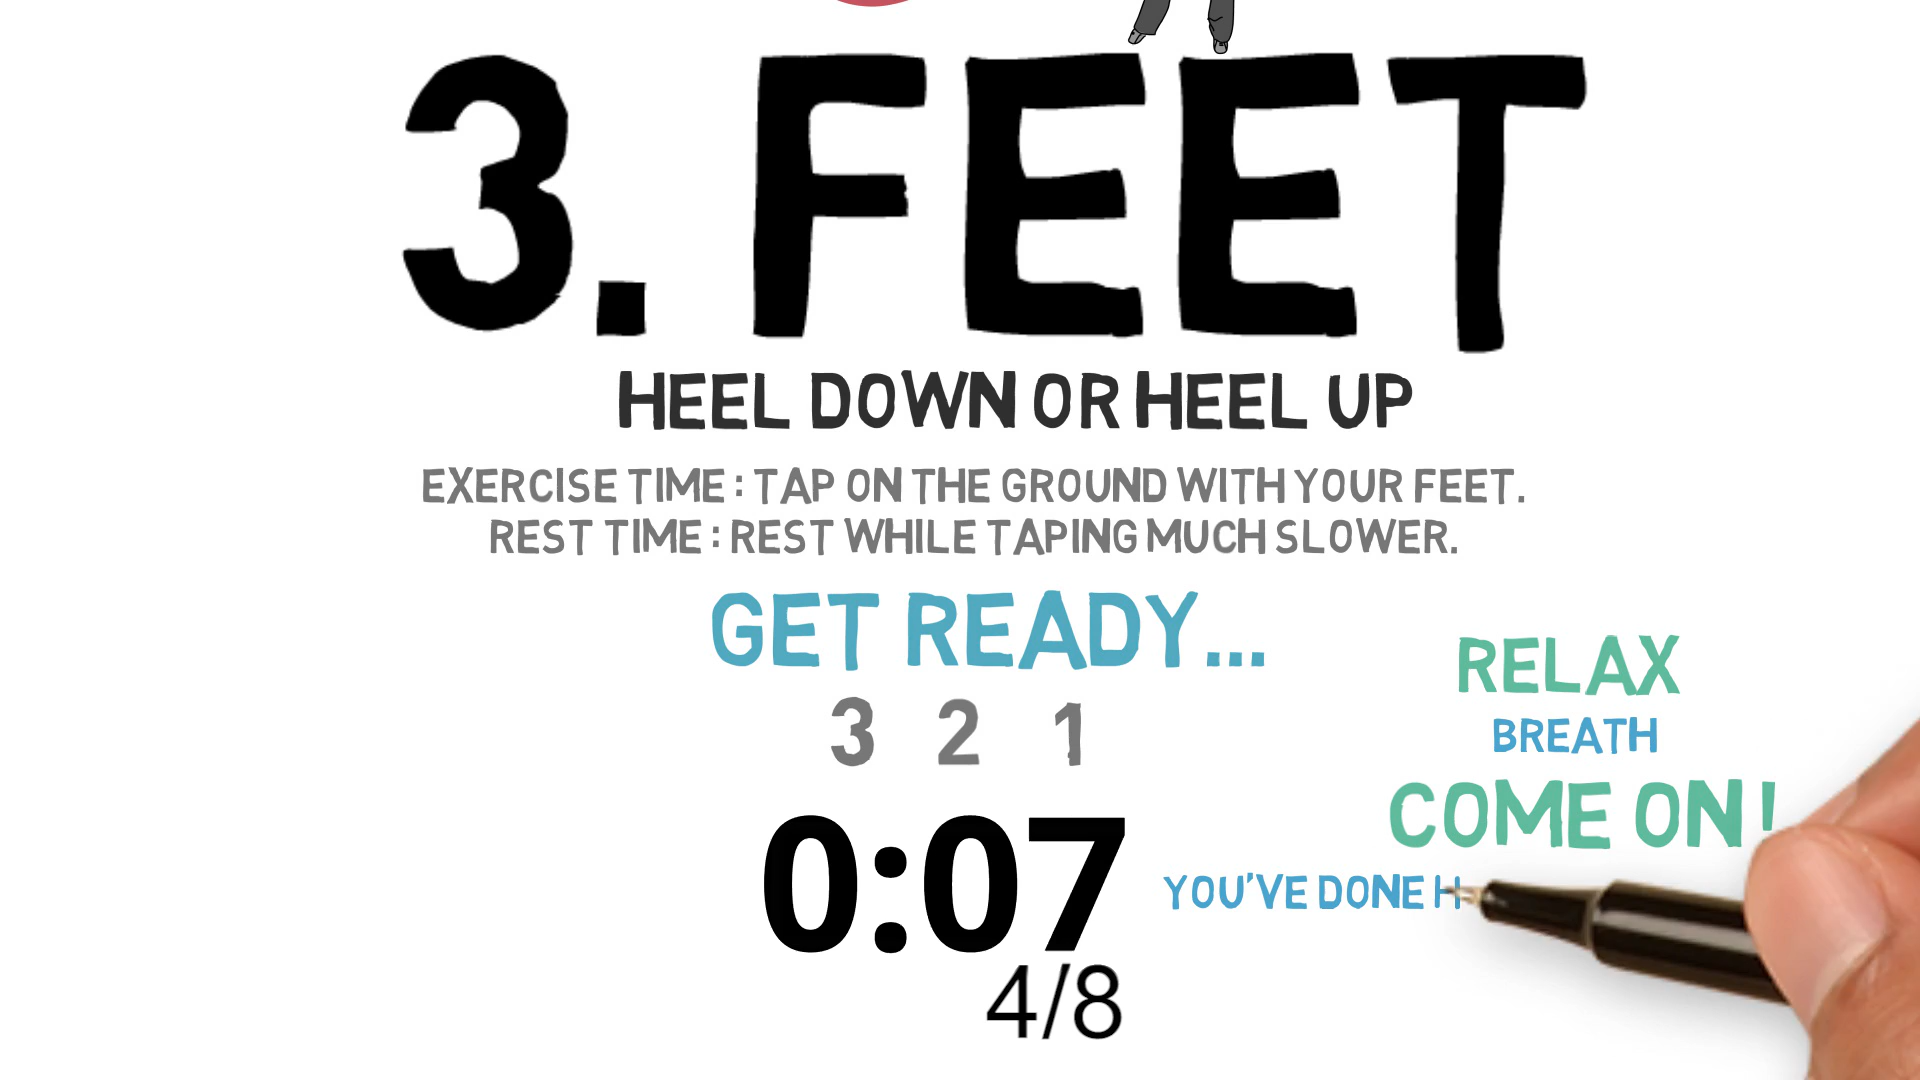 3. FEET
HEEL DOWN OR HEEL UP
EXERCISE TIME : TAP ON THE GROUND WITH YOUR FEET.
REST TIME : REST WHILE TAPING MUCH SLOWER.
GET READY...
3 2 1
0:07
4/8
RELAX
BREATH
COME ON !
YOU'VE DONE H